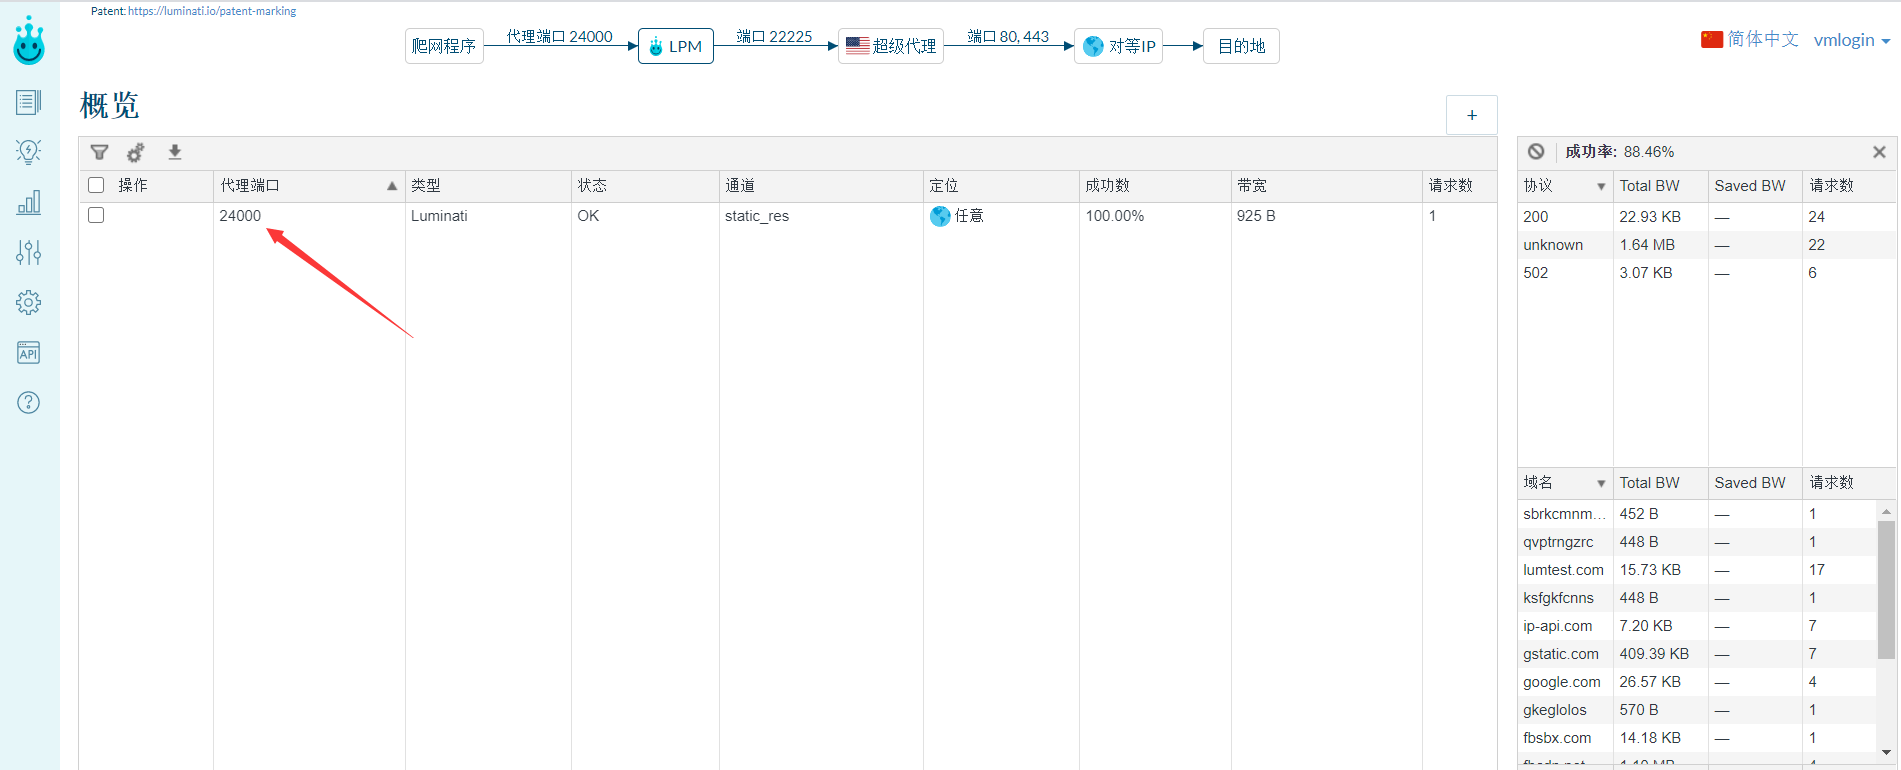 Patent: https://luminati.io/patent-marking
爬网程序 代理端口 24000 LPM 端口 22225 超级代理 端口 80, 443 对等IP 目的地
简体中文 vmlogin
概览
+
成功率: 88.46%
操作 代理端口 类型 状态 通道 定位 成功数 带宽 请求数
24000 Luminati OK static_res 任意 100.00% 925 B 1
协议 Total BW Saved BW 请求数
200 22.93 KB — 24
unknown 1.64 MB — 22
502 3.07 KB — 6
API
域名 Total BW Saved BW 请求数
sbrkcmnm... 452 B — 1
qvptrngzrc 448 B — 1
lumtest.com 15.73 KB — 17
ksfgkfcnns 448 B — 1
ip-api.com 7.20 KB — 7
gstatic.com 409.39 KB — 7
google.com 26.57 KB — 4
gkeglolos 570 B — 1
fbsbx.com 14.18 KB — 1